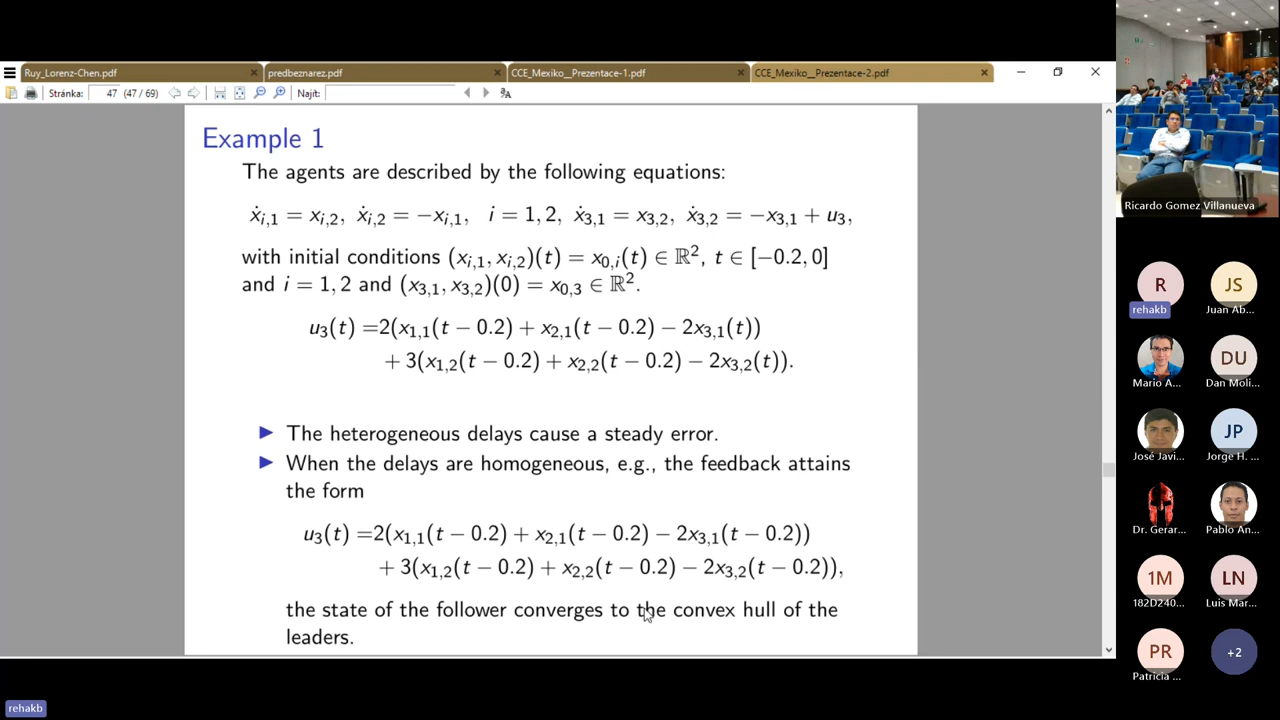 Ruy_Lorenz-Chen.pdf
predbeznarez.pdf
CCE_Mexiko__Prezentace-1.pdf
CCE_Mexiko__Prezentace-2.pdf
Stránka: 47 (47 / 69)
Najít:
Example 1
The agents are described by the following equations:
ẋ_{i,1} = x_{i,2}, ẋ_{i,2} = −x_{i,1}, i = 1, 2, ẋ_{3,1} = x_{3,2}, ẋ_{3,2} = −x_{3,1} + u_3,
with initial conditions (x_{i,1}, x_{i,2})(t) = x_{0,i}(t) ∈ ℝ², t ∈ [−0.2, 0]
and i = 1, 2 and (x_{3,1}, x_{3,2})(0) = x_{0,3} ∈ ℝ².
u_3(t) =2(x_{1,1}(t − 0.2) + x_{2,1}(t − 0.2) − 2x_{3,1}(t))
+ 3(x_{1,2}(t − 0.2) + x_{2,2}(t − 0.2) − 2x_{3,2}(t)).
▶ The heterogeneous delays cause a steady error.
▶ When the delays are homogeneous, e.g., the feedback attains
the form
u_3(t) =2(x_{1,1}(t − 0.2) + x_{2,1}(t − 0.2) − 2x_{3,1}(t − 0.2))
+ 3(x_{1,2}(t − 0.2) + x_{2,2}(t − 0.2) − 2x_{3,2}(t − 0.2)),
the state of the follower converges to the convex hull of the
leaders.
Ricardo Gomez Villanueva
R
rehakb
JS
Juan Ab...
Mario A...
DU
Dan Moli...
José Javi...
JP
Jorge H. ...
Dr. Gerar...
Pablo An...
1M
182D240...
LN
Luis Mar...
PR
Patricia ...
+2
rehakb